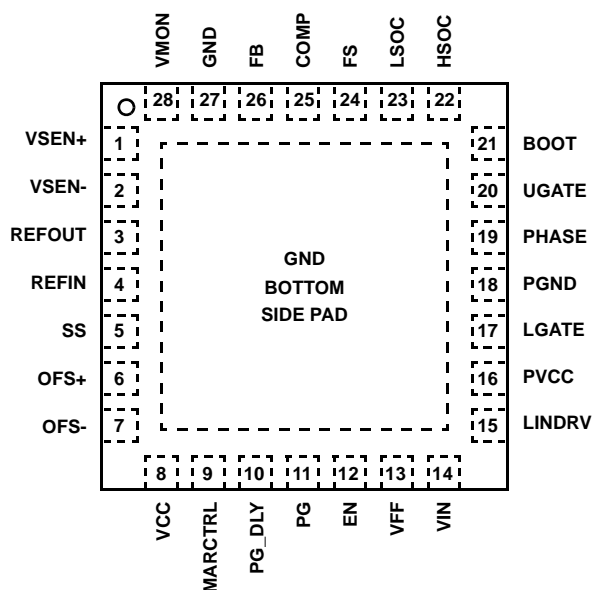 VMON
GND
FB
COMP
FS
LSOC
HSOC
28
27
26
25
24
23
22
VSEN+
1
VSEN-
2
REFOUT
3
REFIN
4
SS
5
OFS+
6
OFS-
7
GND
BOTTOM
SIDE PAD
21
BOOT
20
UGATE
19
PHASE
18
PGND
17
LGATE
16
PVCC
15
LINDRV
8
9
10
11
12
13
14
VCC
MARCTRL
PG_DLY
PG
EN
VFF
VIN